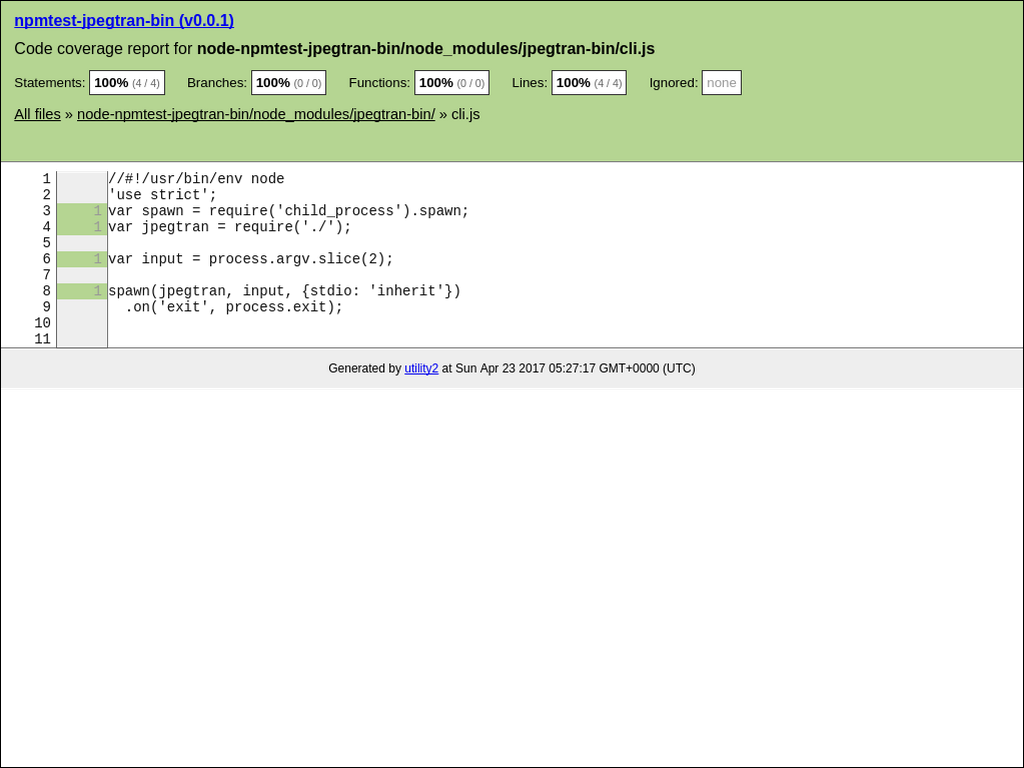 npmtest-jpegtran-bin (v0.0.1)
Code coverage report for node-npmtest-jpegtran-bin/node_modules/jpegtran-bin/cli.js
Statements: 100% (4 / 4) Branches: 100% (0 / 0) Functions: 100% (0 / 0) Lines: 100% (4 / 4) Ignored: none
All files » node-npmtest-jpegtran-bin/node_modules/jpegtran-bin/ » cli.js
1 //#!/usr/bin/env node
2 'use strict';
3 1 var spawn = require('child_process').spawn;
4 1 var jpegtran = require('./');
5
6 1 var input = process.argv.slice(2);
7
8 1 spawn(jpegtran, input, {stdio: 'inherit'})
9   .on('exit', process.exit);
10
11
Generated by utility2 at Sun Apr 23 2017 05:27:17 GMT+0000 (UTC)